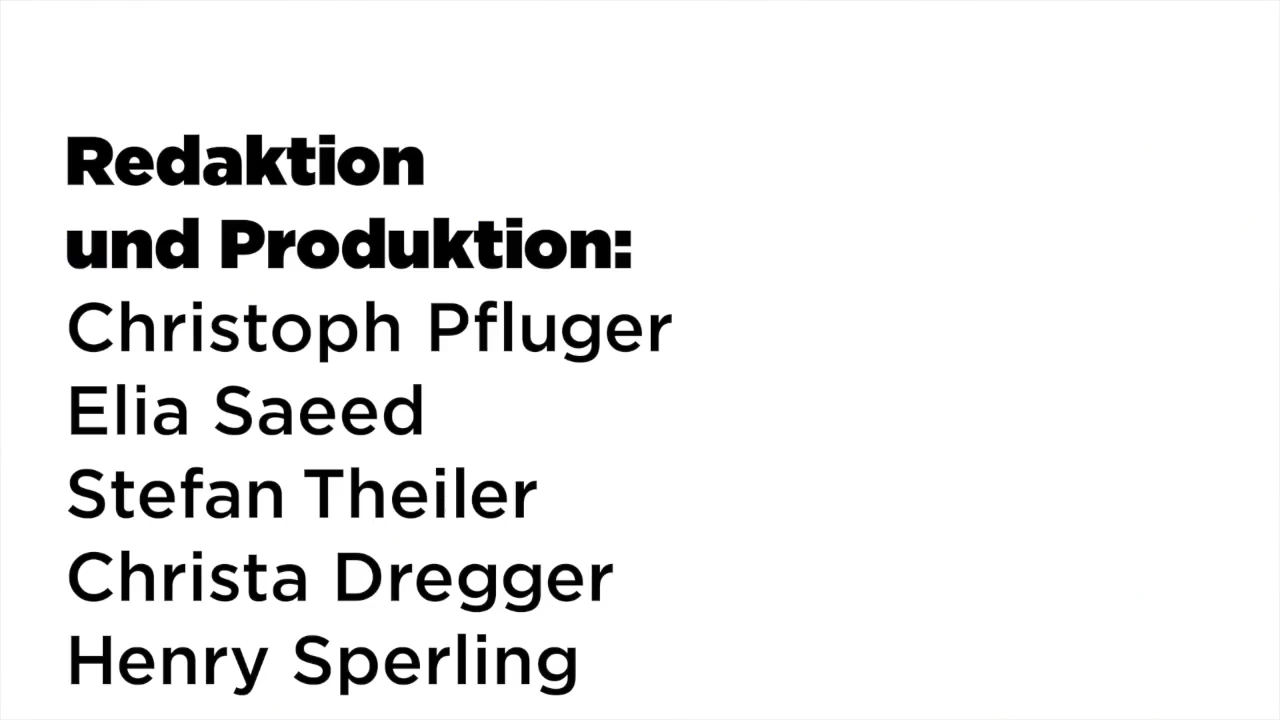 Redaktion
und Produktion:
Christoph Pfluger
Elia Saeed
Stefan Theiler
Christa Dregger
Henry Sperling